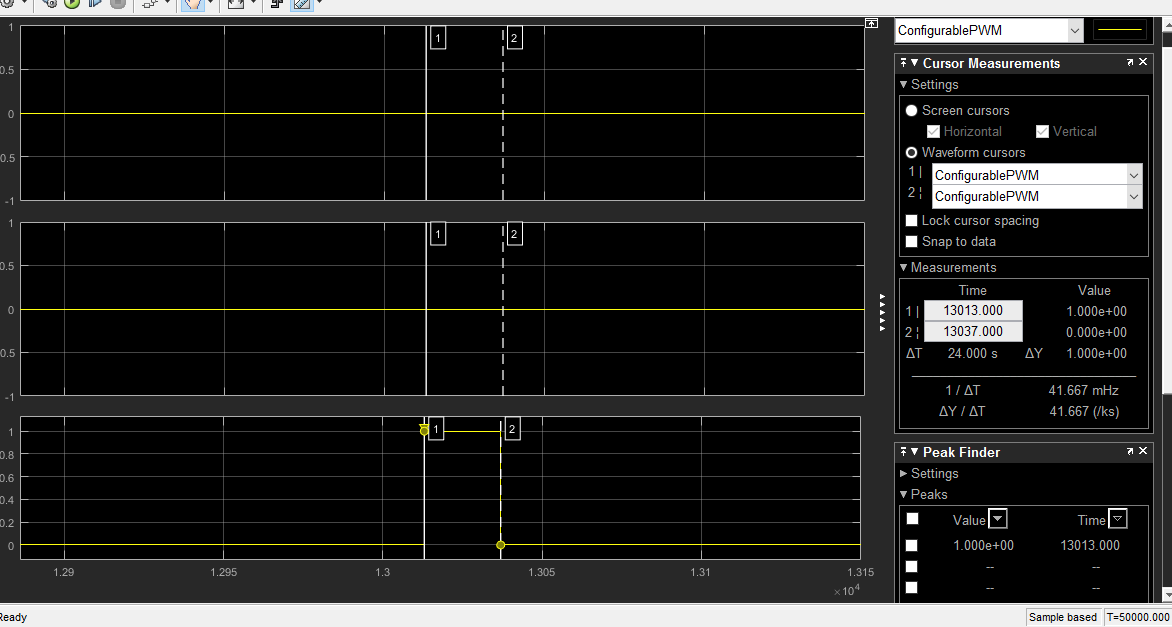 ConfigurablePWM
1
0.5
0
0.5
-1
1
2
1
0.5
0
0.5
-1
1
2
1
0.8
0.6
0.4
0.2
0
1
2
1.29
1.295
1.3
1.305
1.31
1.315
×10⁴
Cursor Measurements
Settings
Screen cursors
Horizontal Vertical
Waveform cursors
1 | ConfigurablePWM
2 ¦ ConfigurablePWM
Lock cursor spacing
Snap to data
Measurements
Time Value
1 | 13013.000 1.000e+00
2 ¦ 13037.000 0.000e+00
ΔT 24.000 s ΔY 1.000e+00
1 / ΔT 41.667 mHz
ΔY / ΔT 41.667 (/ks)
Peak Finder
Settings
Peaks
Value Time
1.000e+00 13013.000
-- --
-- --
Ready
Sample based T=50000.000